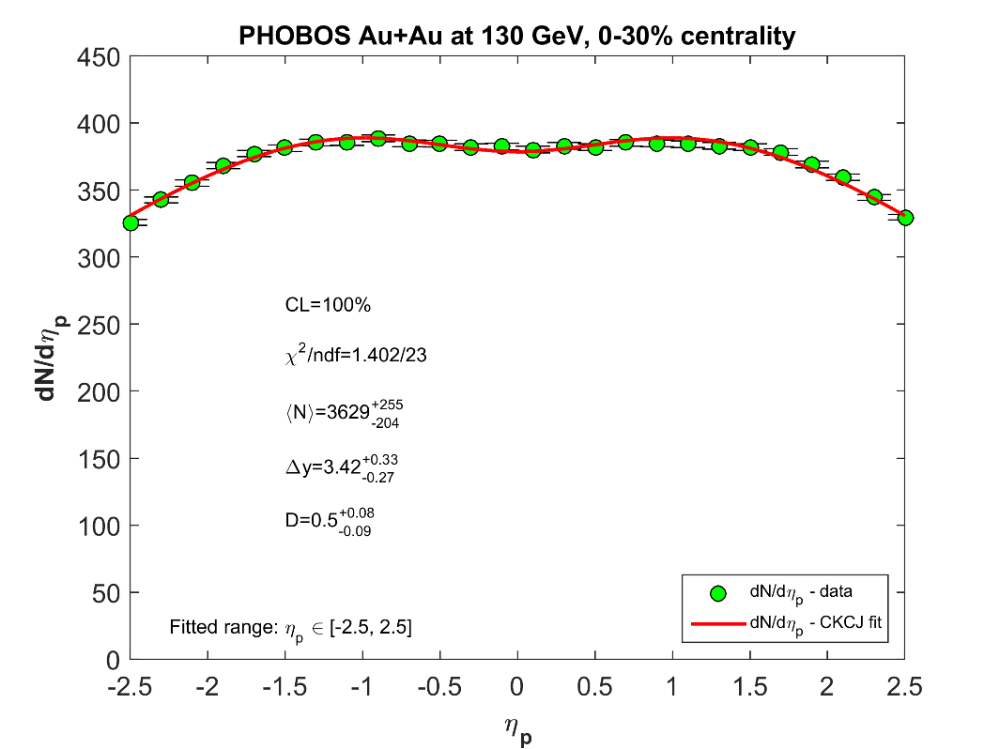 PHOBOS Au+Au at 130 GeV, 0-30% centrality
450
400
350
300
250
200
150
100
50
0
dN/dη_p
CL=100%
χ²/ndf=1.402/23
⟨N⟩=3629^{+255}_{-204}
Δy=3.42^{+0.33}_{-0.27}
D=0.5^{+0.08}_{-0.09}
dN/dη_p - data
dN/dη_p - CKCJ fit
Fitted range: η_p ∈ [-2.5, 2.5]
-2.5 -2 -1.5 -1 -0.5 0 0.5 1 1.5 2 2.5
η_p